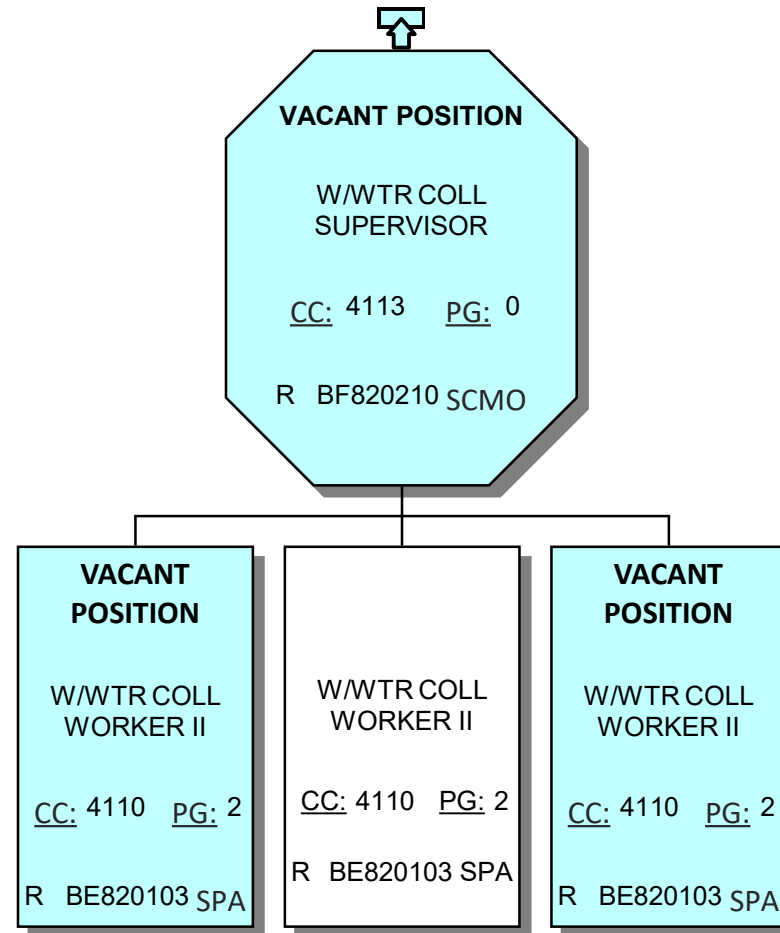 VACANT POSITION
W/WTR COLL
SUPERVISOR
CC: 4113 PG: 0
R BF820210 SCMO
VACANT
POSITION
W/WTR COLL
WORKER II
CC: 4110 PG: 2
R BE820103 SPA
W/WTR COLL
WORKER II
CC: 4110 PG: 2
R BE820103 SPA
VACANT
POSITION
W/WTR COLL
WORKER II
CC: 4110 PG: 2
R BE820103 SPA